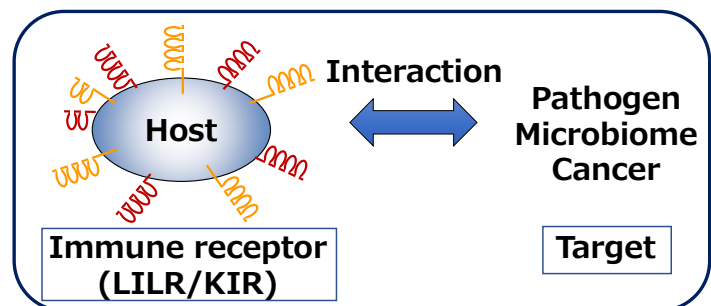 Host
Interaction
Pathogen
Microbiome
Cancer
Immune receptor
(LILR/KIR)
Target